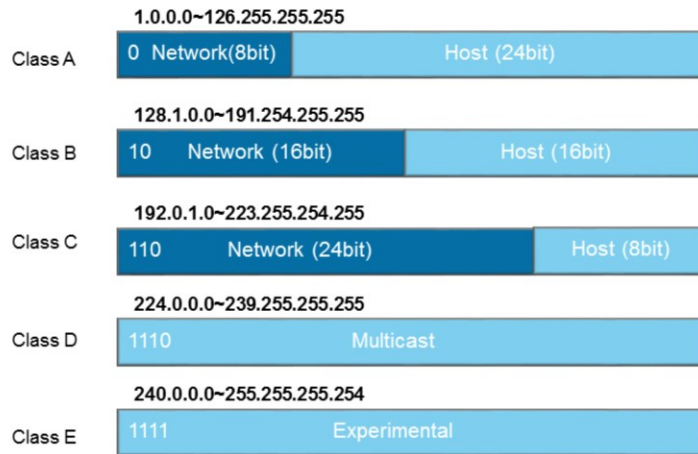 1.0.0.0~126.255.255.255
Class A
0 Network(8bit) Host (24bit)
128.1.0.0~191.254.255.255
Class B
10 Network (16bit) Host (16bit)
192.0.1.0~223.255.254.255
Class C
110 Network (24bit) Host (8bit)
224.0.0.0~239.255.255.255
Class D
1110 Multicast
240.0.0.0~255.255.255.254
Class E
1111 Experimental